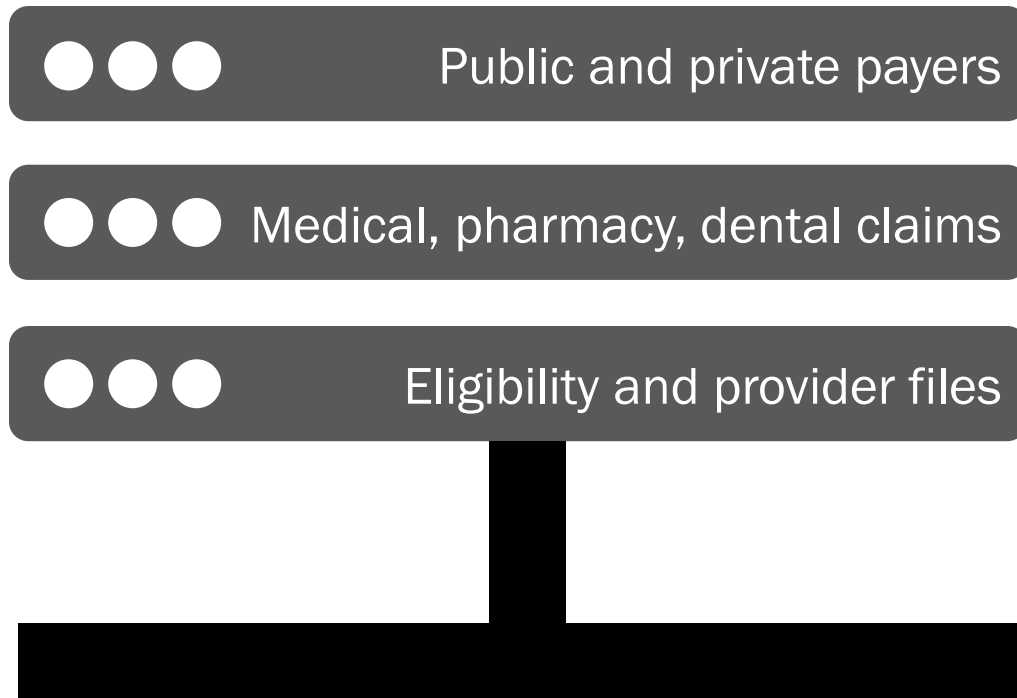 Public and private payers
Medical, pharmacy, dental claims
Eligibility and provider files